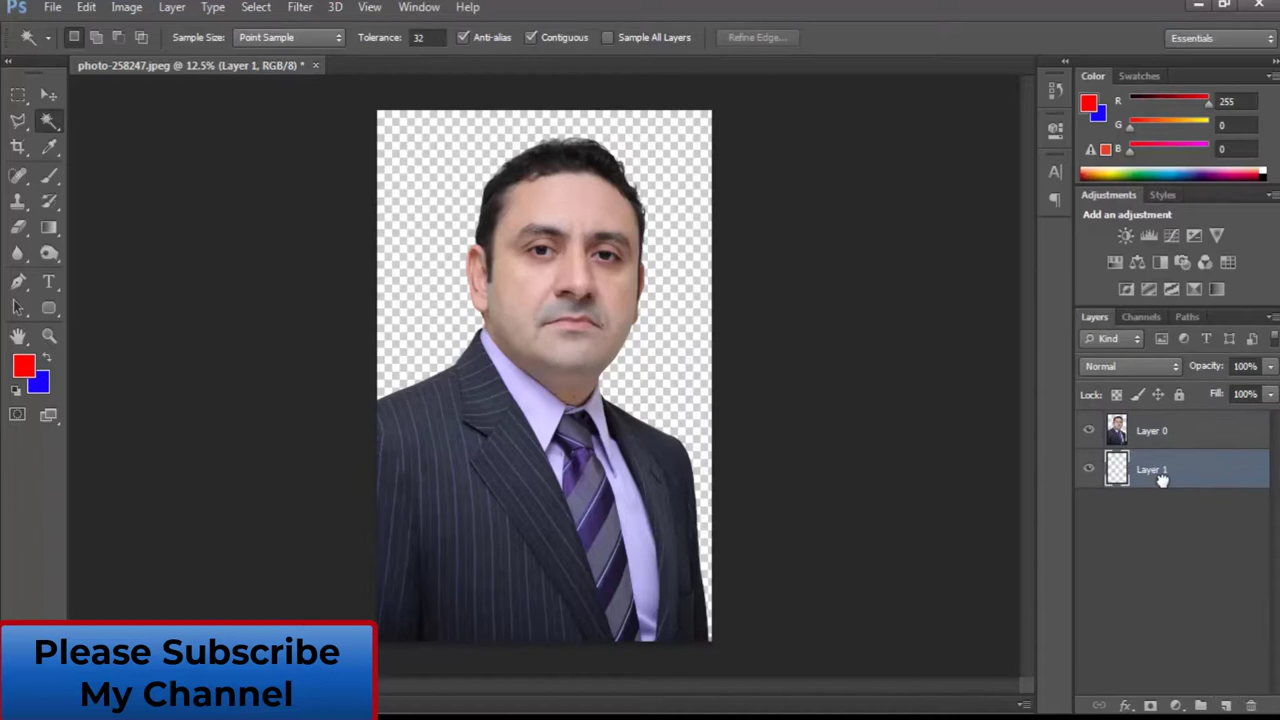 Ps File Edit Image Layer Type Select Filter 3D View Window Help
Sample Size: Point Sample Tolerance: 32 Anti-alias Contiguous Sample All Layers Refine Edge... Essentials
photo-258247.jpeg @ 12.5% (Layer 1, RGB/8) * ×
Color Swatches
R 255
G 0
B 0
Adjustments Styles
Add an adjustment
Layers Channels Paths
Kind
Normal Opacity: 100%
Lock: Fill: 100%
Layer 0
Layer 1
Please Subscribe
My Channel